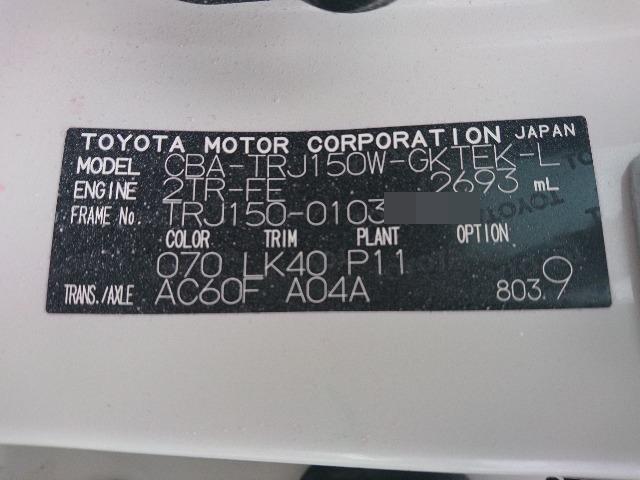 TOYOTA MOTOR CORPORATION JAPAN
MODEL CBA-TRJ150W-GKTEK-L
ENGINE 2TR-FE 2693 mL
FRAME No. TRJ150-0103
COLOR TRIM PLANT OPTION
070 LK40 P11
TRANS./AXLE AC60F A04A 803.9